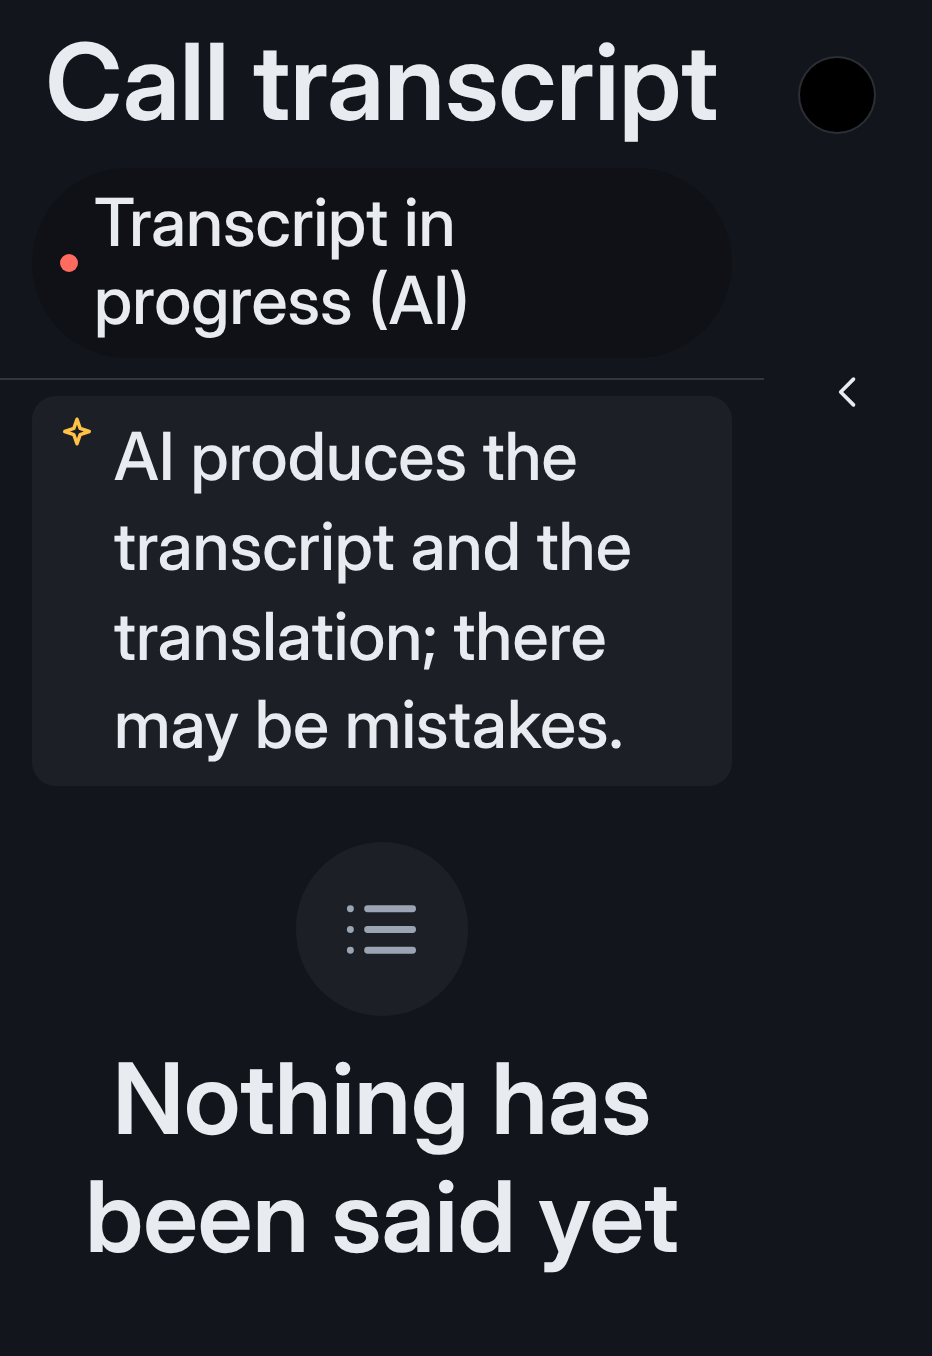 Call transcript
Transcript in
progress (AI)
AI produces the
transcript and the
translation; there
may be mistakes.
Nothing has
been said yet